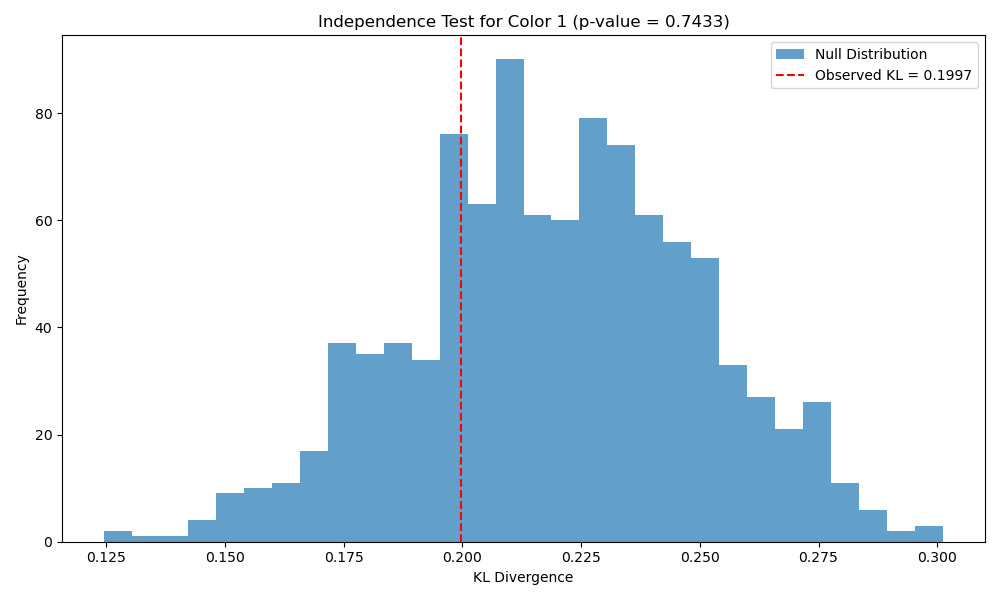 Independence Test for Color 1 (p-value = 0.7433)
Null Distribution
Observed KL = 0.1997
Frequency
80
60
40
20
0
0.125 0.150 0.175 0.200 0.225 0.250 0.275 0.300
KL Divergence